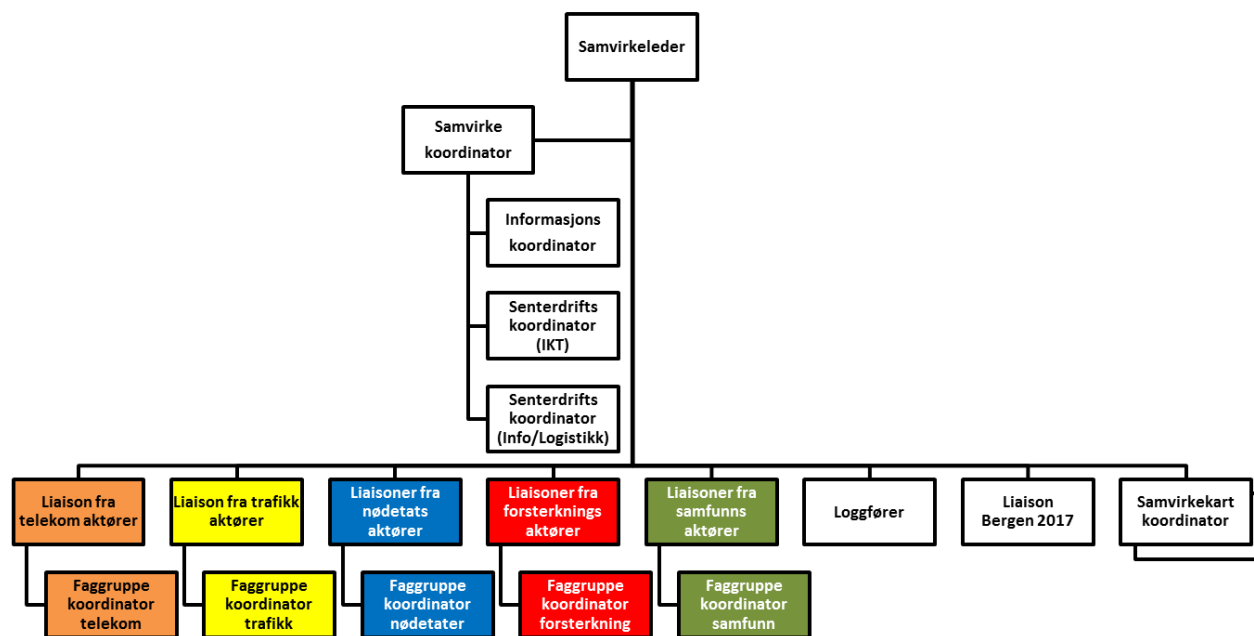 Samvirkeleder
Samvirke
koordinator
Informasjons
koordinator
Senterdrifts
koordinator
(IKT)
Senterdrifts
koordinator
(Info/Logistikk)
Liaison fra
telekom aktører
Liaison fra trafikk
aktører
Liaisoner fra
nødetats
aktører
Liaisoner fra
forsterknings
aktører
Liaisoner fra
samfunns
aktører
Loggfører
Liaison
Bergen 2017
Samvirkekart
koordinator
Faggruppe
koordinator
telekom
Faggruppe
koordinator
trafikk
Faggruppe
koordinator
nødetater
Faggruppe
koordinator
forsterkning
Faggruppe
koordinator
samfunn